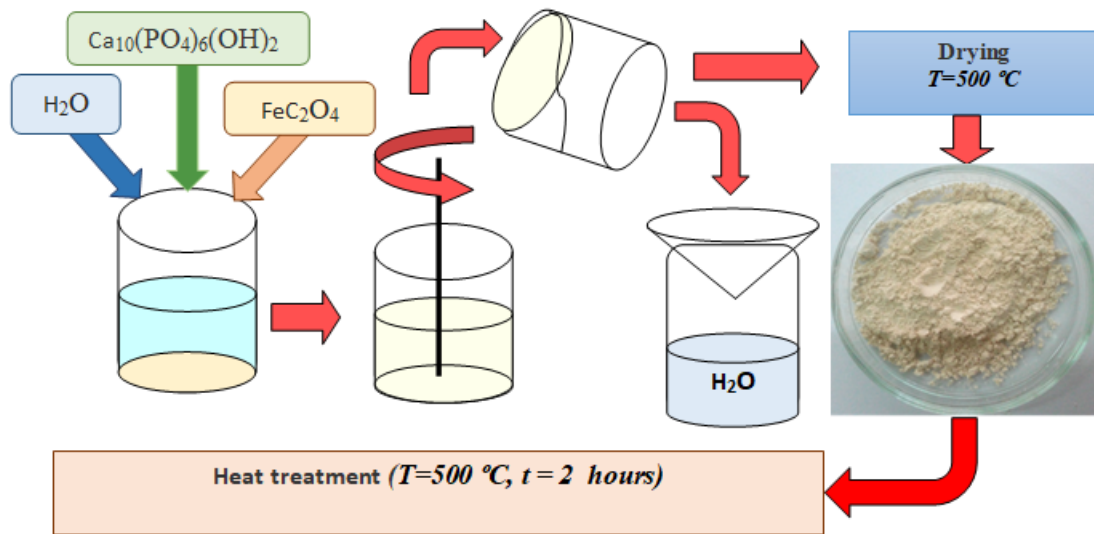 Ca10(PO4)6(OH)2
H2O
FeC2O4
Drying
T=500 ºC
H2O
Heat treatment (T=500 ºC, t = 2 hours)